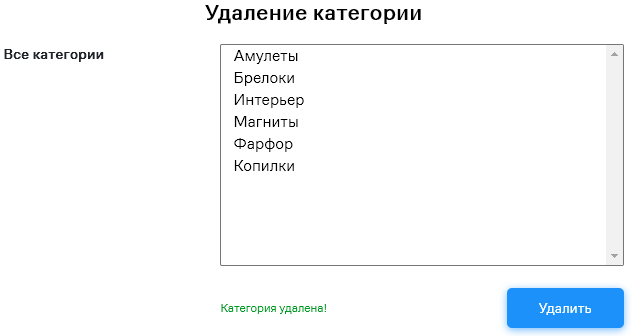 Удаление категории
Все категории
Амулеты
Брелоки
Интерьер
Магниты
Фарфор
Копилки
Категория удалена!
Удалить